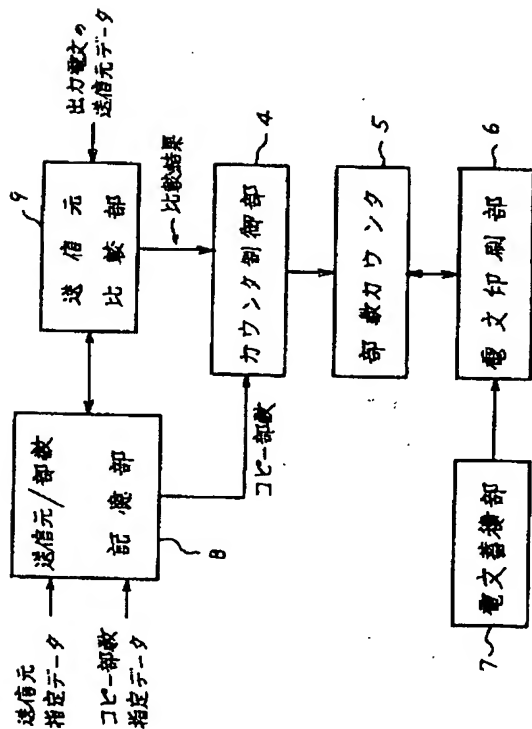 出力電文の
送信元データ
9
送信元
比較部
比較結果
送信元/部数
記憶部
8
送信元
指定データ
コピー部数
指定データ
コピー部数
カウンタ制御部
4
部数カウンタ
5
電文印刷部
6
電文蓄積部
7